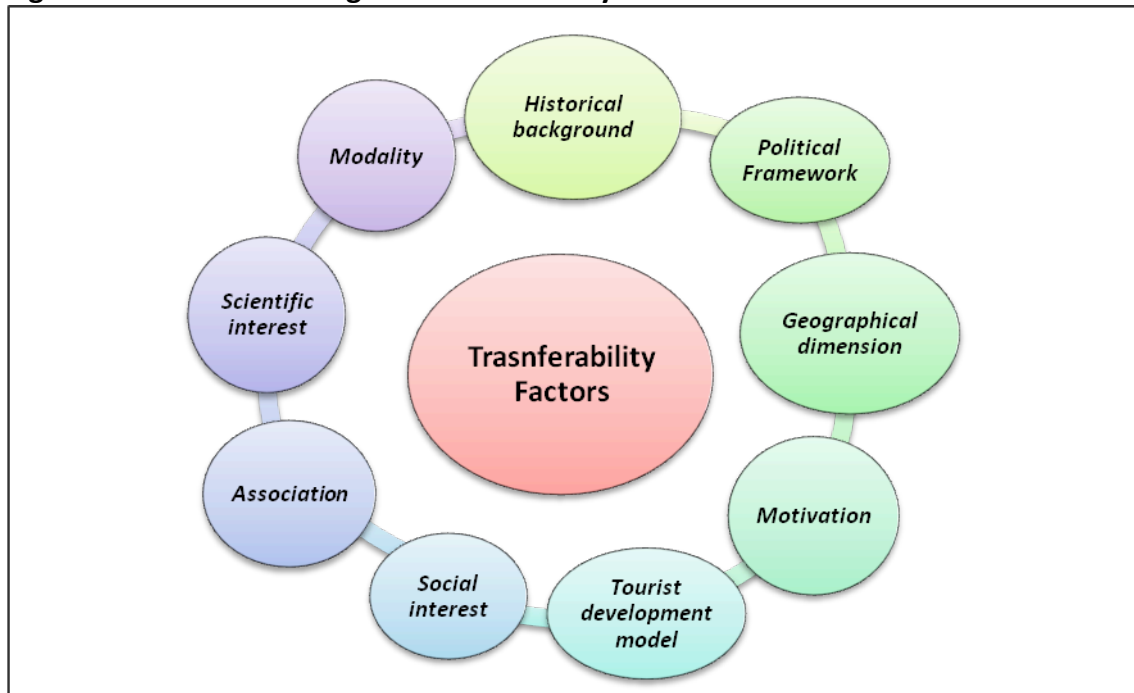 Historical
background
Political
Framework
Geographical
dimension
Motivation
Tourist
development
model
Social
interest
Association
Scientific
interest
Modality
Trasnferability
Factors